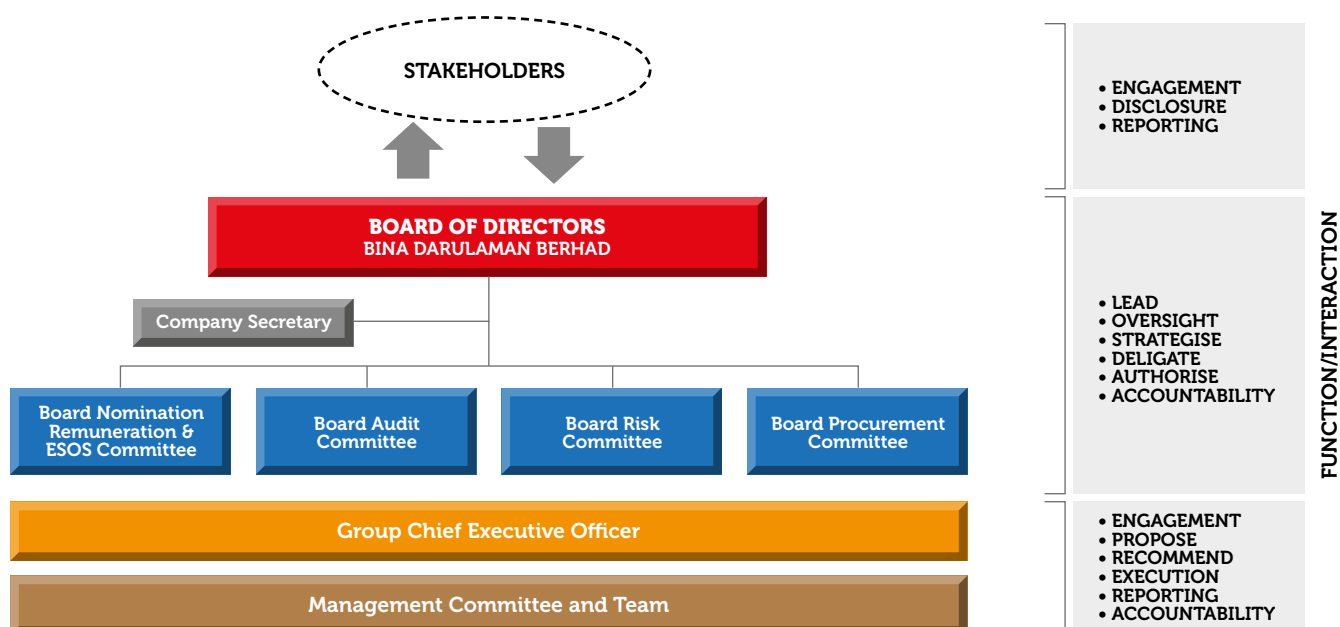 STAKEHOLDERS
• ENGAGEMENT
• DISCLOSURE
• REPORTING
BOARD OF DIRECTORS
BINA DARULAMAN BERHAD
Company Secretary
Board Nomination
Remuneration &
ESOS Committee
Board Audit
Committee
Board Risk
Committee
Board Procurement
Committee
• LEAD
• OVERSIGHT
• STRATEGISE
• DELIGATE
• AUTHORISE
• ACCOUNTABILITY
Group Chief Executive Officer
Management Committee and Team
• ENGAGEMENT
• PROPOSE
• RECOMMEND
• EXECUTION
• REPORTING
• ACCOUNTABILITY
FUNCTION/INTERACTION